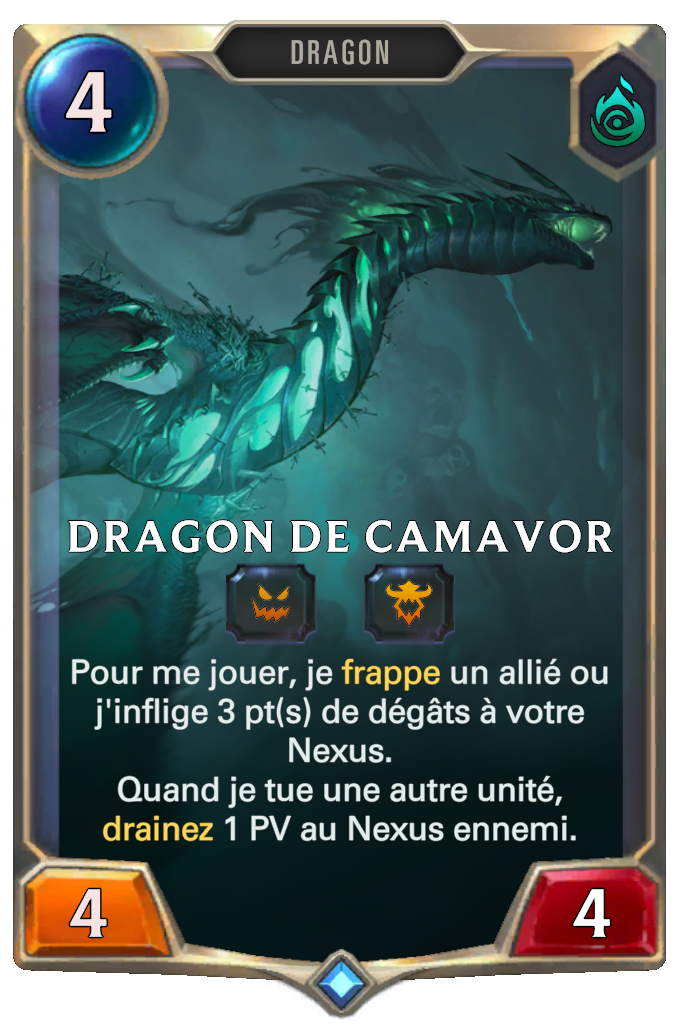 DRAGON
4
DRAGON DE CAMAVOR
Pour me jouer, je frappe un allié ou
j'inflige 3 pt(s) de dégâts à votre
Nexus.
Quand je tue une autre unité,
drainez 1 PV au Nexus ennemi.
4
4